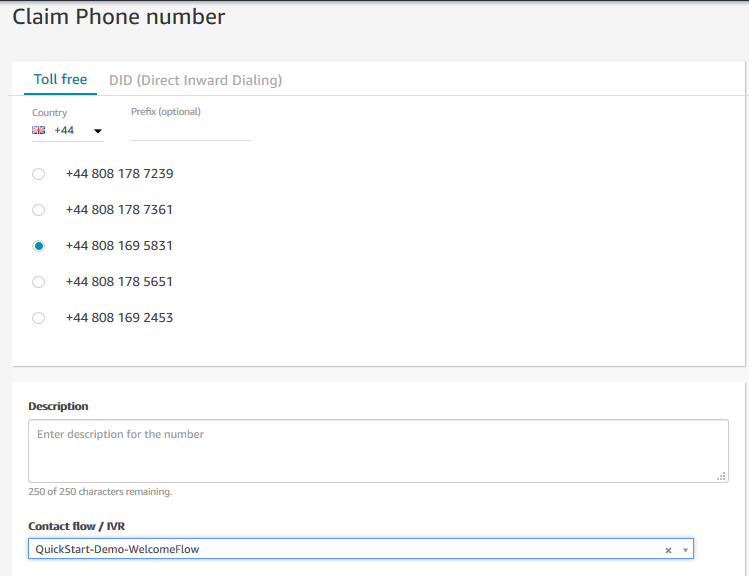 Claim Phone number
Toll free DID (Direct Inward Dialing)
Country Prefix (optional)
+44
+44 808 178 7239
+44 808 178 7361
+44 808 169 5831
+44 808 178 5651
+44 808 169 2453
Description
Enter description for the number
250 of 250 characters remaining.
Contact flow / IVR
QuickStart-Demo-WelcomeFlow